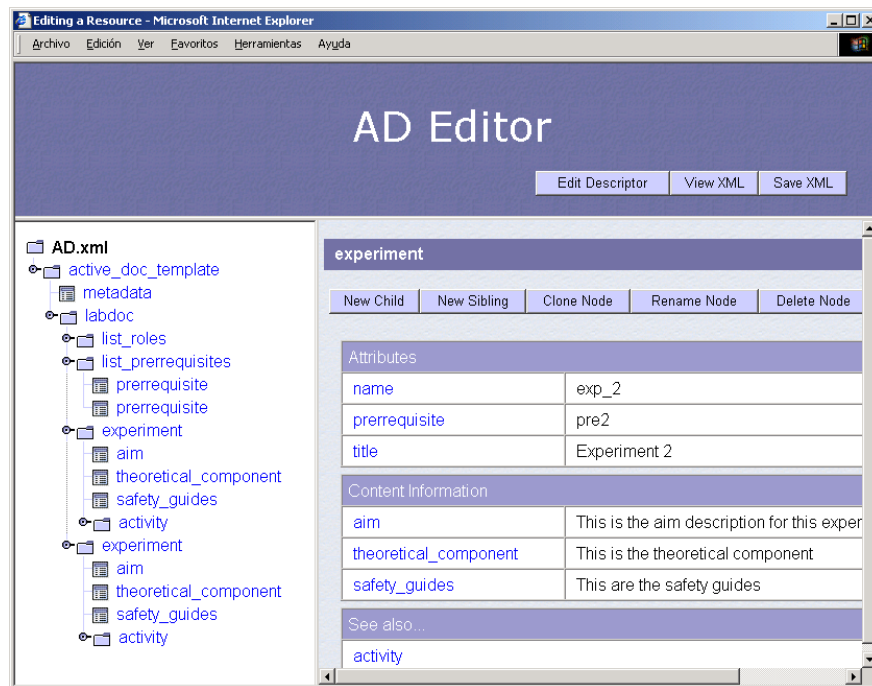 Editing a Resource - Microsoft Internet Explorer
Archivo Edición Ver Favoritos Herramientas Ayuda
AD Editor
Edit Descriptor View XML Save XML
AD.xml
active_doc_template
metadata
labdoc
list_roles
list_prerrequisites
prerrequisite
prerrequisite
experiment
aim
theoretical_component
safety_guides
activity
experiment
aim
theoretical_component
safety_guides
activity
experiment
New Child New Sibling Clone Node Rename Node Delete Node
Attributes
name exp_2
prerrequisite pre2
title Experiment 2
Content Information
aim This is the aim description for this exper
theoretical_component This is the theoretical component
safety_guides This are the safety guides
See also...
activity